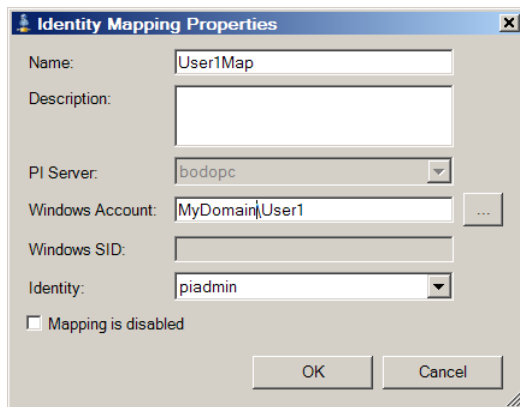 Identity Mapping Properties
Name: User1Map
Description:
PI Server: bodopc
Windows Account: MyDomain\User1 ...
Windows SID:
Identity: piadmin
Mapping is disabled
OK Cancel